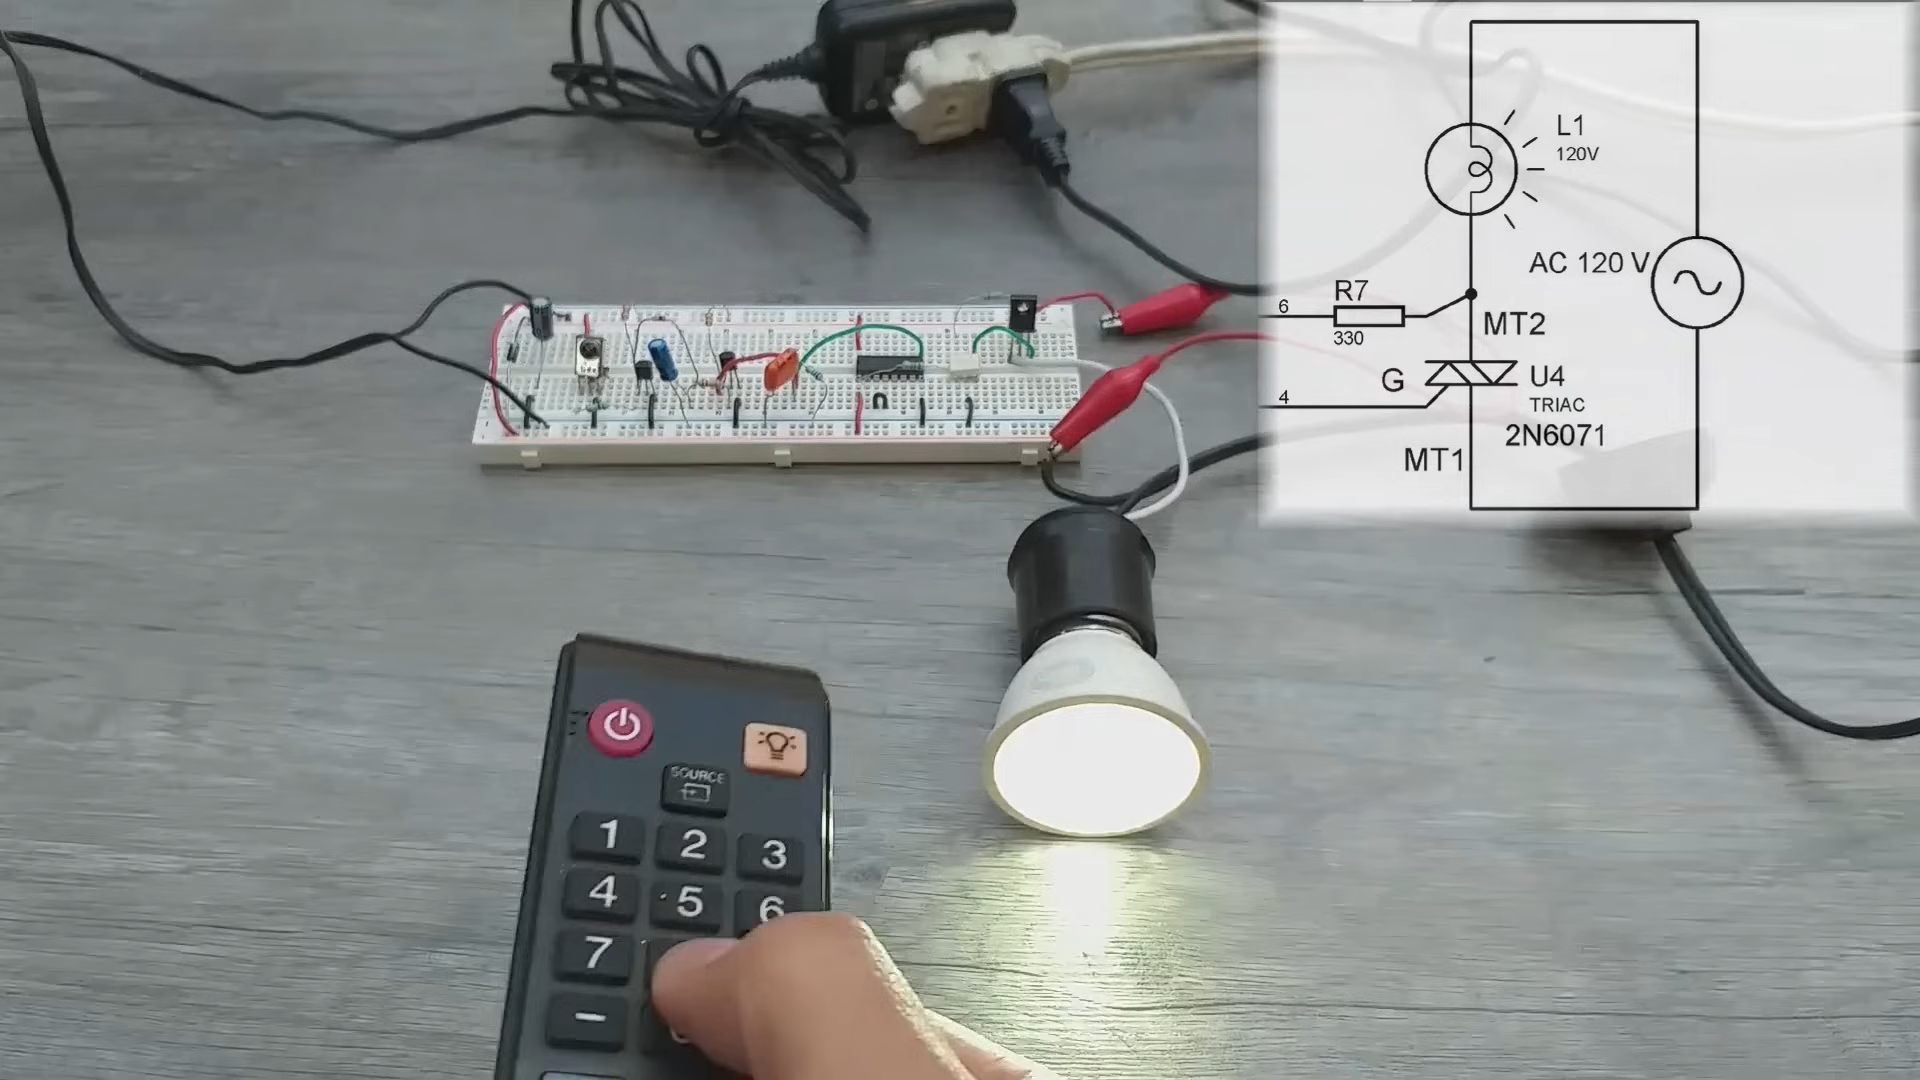 L1
120V
AC 120 V
6
R7
330
MT2
G
U4
TRIAC
2N6071
4
MT1
SOURCE
1 2 3
4 5 6
7
-